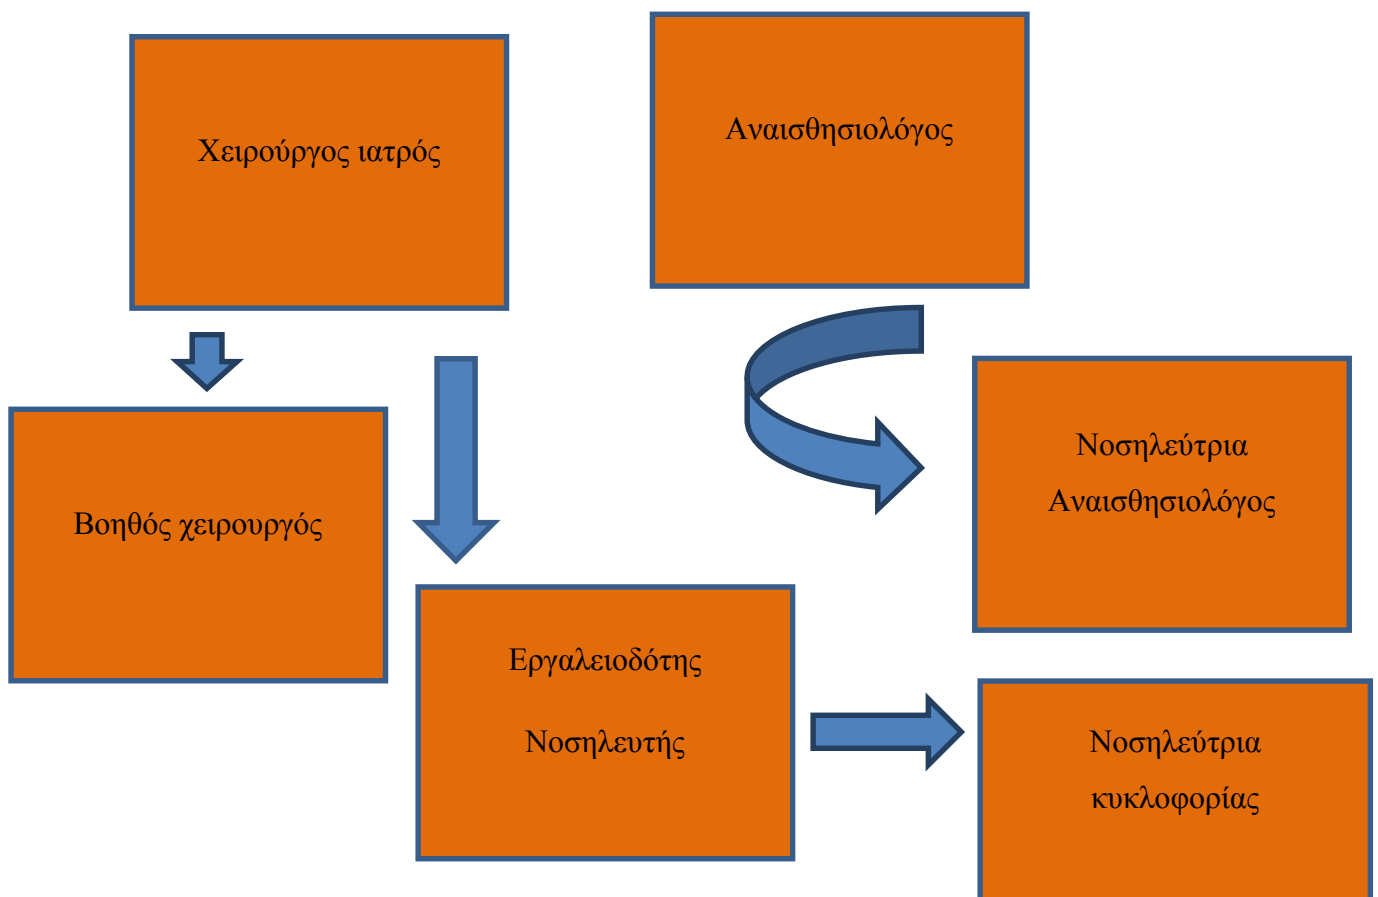 Χειρούργος ιατρός
Αναισθησιολόγος
Βοηθός χειρουργός
Νοσηλεύτρια
Αναισθησιολόγος
Εργαλειοδότης
Νοσηλευτής
Νοσηλεύτρια
κυκλοφορίας